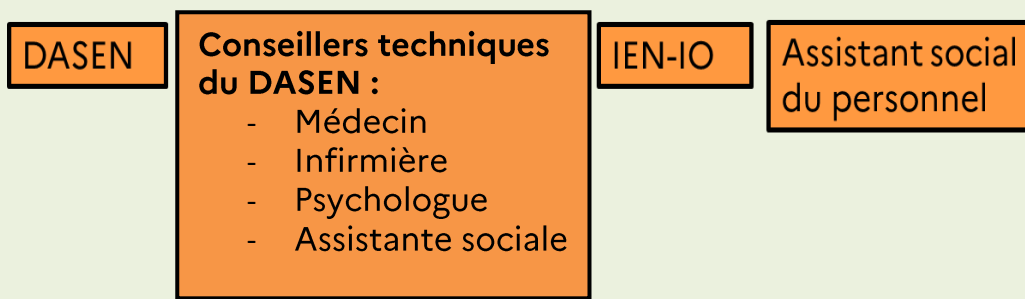 DASEN
Conseillers techniques
du DASEN :
- Médecin
- Infirmière
- Psychologue
- Assistante sociale
IEN-IO
Assistant social
du personnel